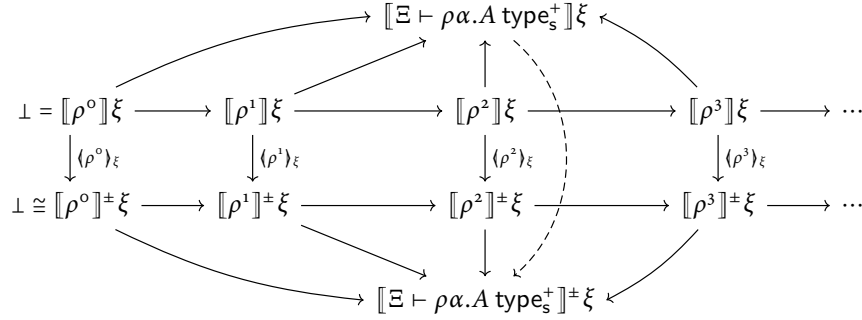 ⟦Ξ ⊢ ρα.A type⁺ₛ⟧ξ
⊥ = ⟦ρ⁰⟧ξ ⟦ρ¹⟧ξ ⟦ρ²⟧ξ ⟦ρ³⟧ξ ⋯
⟪ρ⁰⟫ξ ⟪ρ¹⟫ξ ⟪ρ²⟫ξ ⟪ρ³⟫ξ
⊥ ≅ ⟦ρ⁰⟧±ξ ⟦ρ¹⟧±ξ ⟦ρ²⟧±ξ ⟦ρ³⟧±ξ ⋯
⟦Ξ ⊢ ρα.A type⁺ₛ⟧±ξ